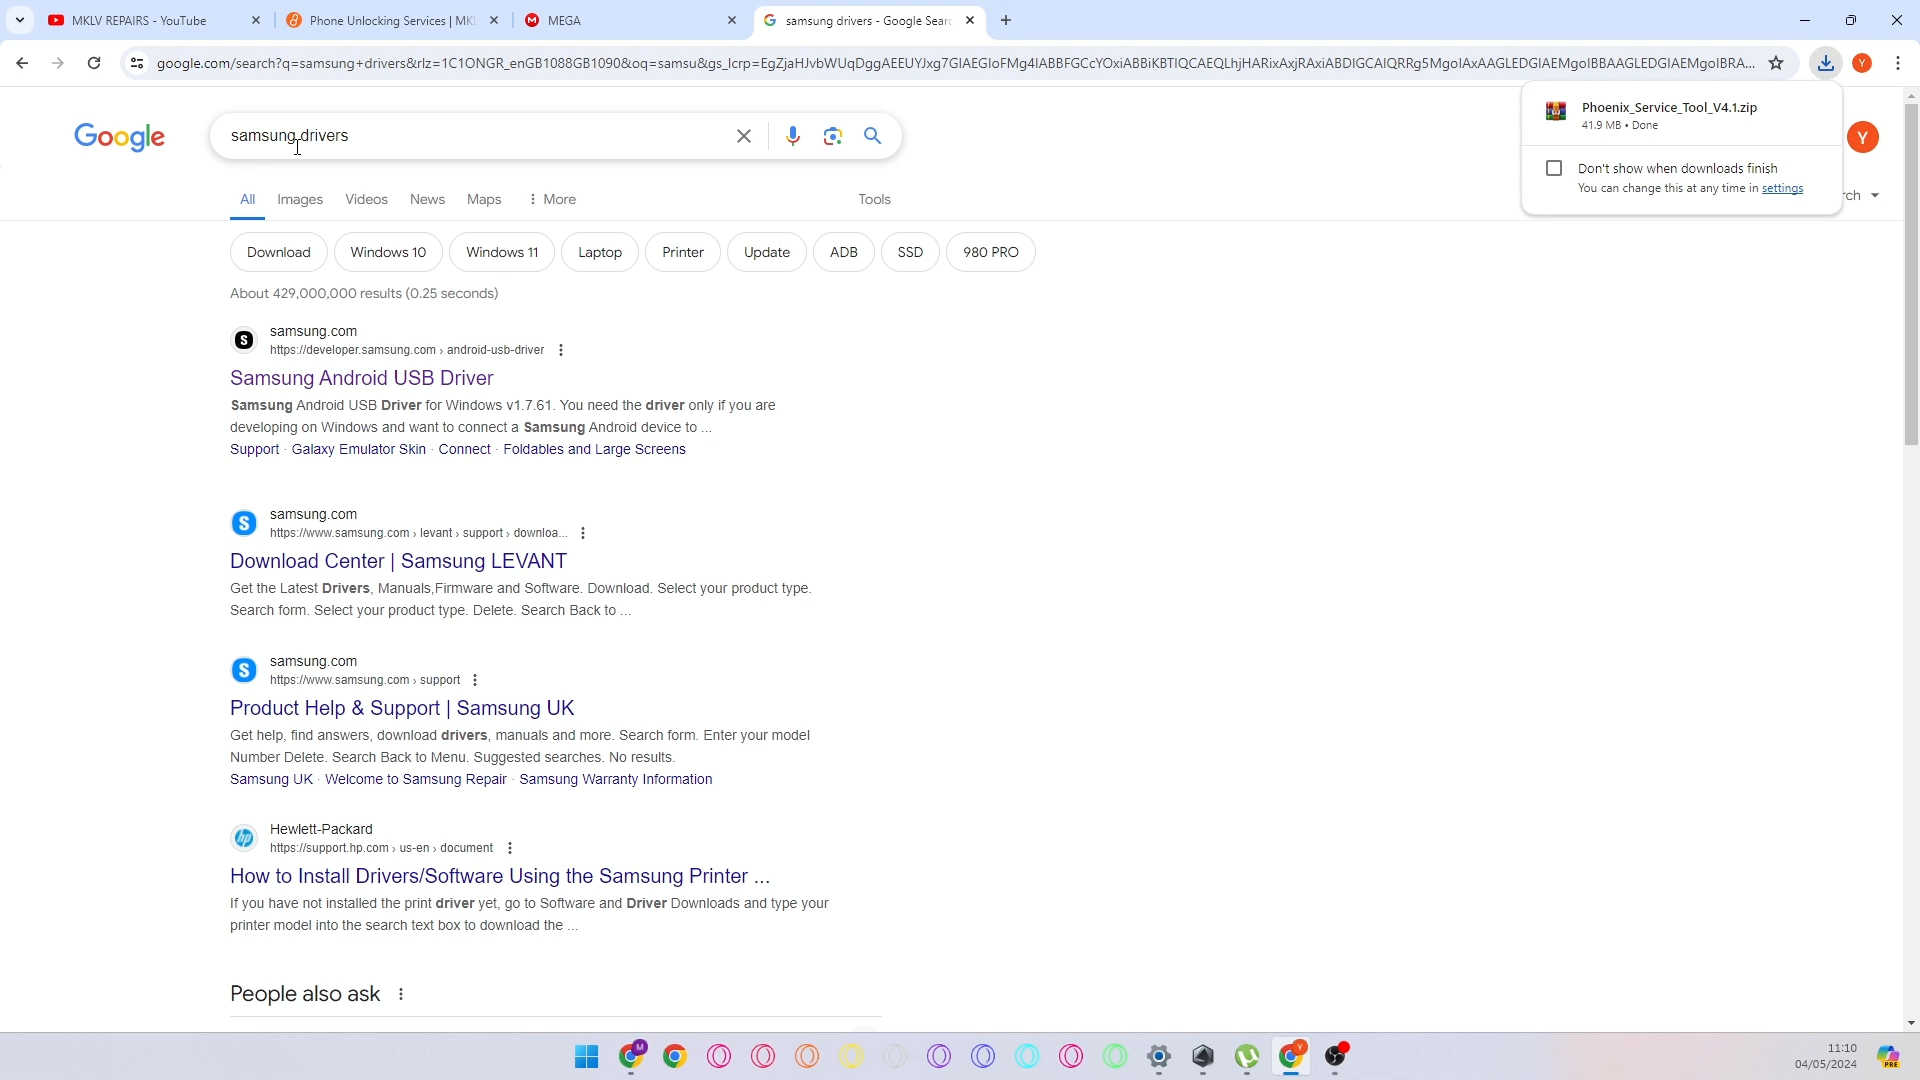 MKLV REPAIRS - YouTube
Phone Unlocking Services | MKL
MEGA
samsung drivers - Google Searc
google.com/search?q=samsung+drivers&rlz=1C1ONGR_enGB1088GB1090&oq=samsu&gs_lcrp=EgZjaHJvbWUqDggAEEUYJxg7GIAEGIoFMg4IABBFGCcYOxiABBiKBTIQCAEQLhjHARixAxjRAxiABDIGCAIQRRg5MgoIAxAAGLEDGIAEMgoIBBAAGLEDGIAEMgoIBRA...
Phoenix_Service_Tool_V4.1.zip
41.9 MB • Done
Don't show when downloads finish
You can change this at any time in settings
Google
samsung drivers
Y
rch
All Images Videos News Maps More Tools
Download Windows 10 Windows 11 Laptop Printer Update ADB SSD 980 PRO
About 429,000,000 results (0.25 seconds)
samsung.com
https://developer.samsung.com › android-usb-driver
Samsung Android USB Driver
Samsung Android USB Driver for Windows v1.7.61. You need the driver only if you are
developing on Windows and want to connect a Samsung Android device to ...
Support · Galaxy Emulator Skin · Connect · Foldables and Large Screens
samsung.com
https://www.samsung.com › levant › support › downloa...
Download Center | Samsung LEVANT
Get the Latest Drivers, Manuals,Firmware and Software. Download. Select your product type.
Search form. Select your product type. Delete. Search Back to ...
samsung.com
https://www.samsung.com › support
Product Help & Support | Samsung UK
Get help, find answers, download drivers, manuals and more. Search form. Enter your model
Number Delete. Search Back to Menu. Suggested searches. No results.
Samsung UK · Welcome to Samsung Repair · Samsung Warranty Information
Hewlett-Packard
https://support.hp.com › us-en › document
How to Install Drivers/Software Using the Samsung Printer ...
If you have not installed the print driver yet, go to Software and Driver Downloads and type your
printer model into the search text box to download the ...
People also ask
11:10
04/05/2024